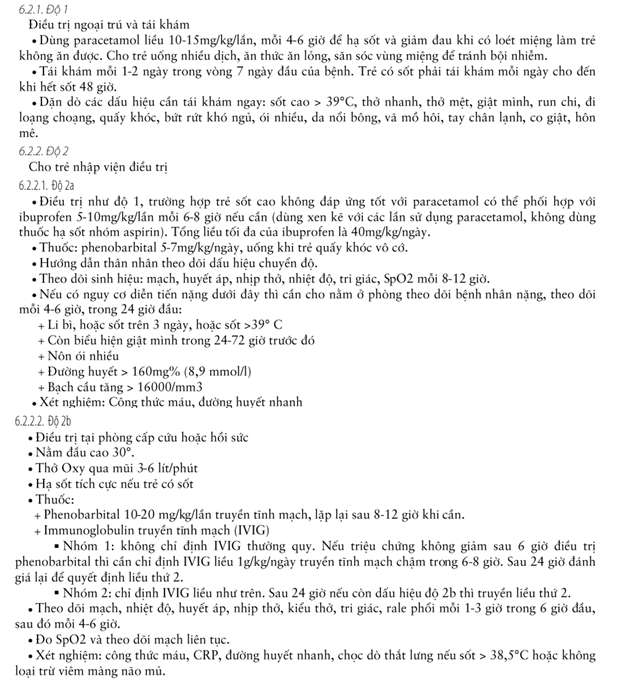 6.2.1. Độ 1
Điều trị ngoại trú và tái khám
• Dùng paracetamol liều 10-15mg/kg/lần, mỗi 4-6 giờ để hạ sốt và giảm đau khi có loét miệng làm trẻ
không ăn được. Cho trẻ uống nhiều dịch, ăn thức ăn lỏng, săn sóc vùng miệng để tránh bội nhiễm.
• Tái khám mỗi 1-2 ngày trong vòng 7 ngày đầu của bệnh. Trẻ có sốt phải tái khám mỗi ngày cho đến
khi hết sốt 48 giờ.
• Dặn dò các dấu hiệu cần tái khám ngay: sốt cao > 39°C, thở nhanh, thở mệt, giật mình, run chi, đi
loạng choạng, quấy khóc, bứt rứt khó ngủ, ói nhiều, da nổi bông, vã mồ hôi, tay chân lạnh, co giật, hôn
mê.
6.2.2. Độ 2
Cho trẻ nhập viện điều trị
6.2.2.1. Độ 2a
• Điều trị như độ 1, trường hợp trẻ sốt cao không đáp ứng tốt với paracetamol có thể phối hợp với
ibuprofen 5-10mg/kg/lần mỗi 6-8 giờ nếu cần (dùng xen kẽ với các lần sử dụng paracetamol, không dùng
thuốc hạ sốt nhóm aspirin). Tổng liều tối đa của ibuprofen là 40mg/kg/ngày.
• Thuốc: phenobarbital 5-7mg/kg/ngày, uống khi trẻ quấy khóc vô cớ.
• Hướng dẫn thân nhân theo dõi dấu hiệu chuyển độ.
• Theo dõi sinh hiệu: mạch, huyết áp, nhịp thở, nhiệt độ, tri giác, SpO2 mỗi 8-12 giờ.
• Nếu có nguy cơ diễn tiến nặng dưới đây thì cần cho nằm ở phòng theo dõi bệnh nhân nặng, theo dõi
mỗi 4-6 giờ, trong 24 giờ đầu:
+ Li bì, hoặc sốt trên 3 ngày, hoặc sốt >39° C
+ Còn biểu hiện giật mình trong 24-72 giờ trước đó
+ Nôn ói nhiều
+ Đường huyết > 160mg% (8,9 mmol/l)
+ Bạch cầu tăng > 16000/mm3
• Xét nghiệm: Công thức máu, đường huyết nhanh
6.2.2.2. Độ 2b
• Điều trị tại phòng cấp cứu hoặc hồi sức
• Nằm đầu cao 30°.
• Thở Oxy qua mũi 3-6 lít/phút
• Hạ sốt tích cực nếu trẻ có sốt
• Thuốc:
+ Phenobarbital 10-20 mg/kg/lần truyền tĩnh mạch, lặp lại sau 8-12 giờ khi cần.
+ Immunoglobulin truyền tĩnh mạch (IVIG)
▪ Nhóm 1: không chỉ định IVIG thường quy. Nếu triệu chứng không giảm sau 6 giờ điều trị
phenobarbital thì cần chỉ định IVIG liều 1g/kg/ngày truyền tĩnh mạch chậm trong 6-8 giờ. Sau 24 giờ đánh
giá lại để quyết định liều thứ 2.
▪ Nhóm 2: chỉ định IVIG liều như trên. Sau 24 giờ nếu còn dấu hiệu độ 2b thì truyền liều thứ 2.
• Theo dõi mạch, nhiệt độ, huyết áp, nhịp thở, kiểu thở, tri giác, rale phổi mỗi 1-3 giờ trong 6 giờ đầu,
sau đó mỗi 4-6 giờ.
• Đo SpO2 và theo dõi mạch liên tục.
• Xét nghiệm: công thức máu, CRP, đường huyết nhanh, chọc dò thắt lưng nếu sốt > 38,5°C hoặc không
loại trừ viêm màng não mủ.